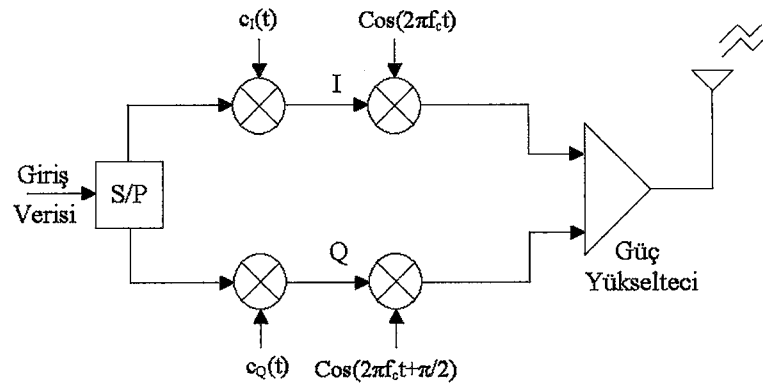 c_I(t)
Cos(2πf_ct)
I
Giriş
Verisi
S/P
Güç
Yükselteci
Q
c_Q(t)
Cos(2πf_ct+π/2)